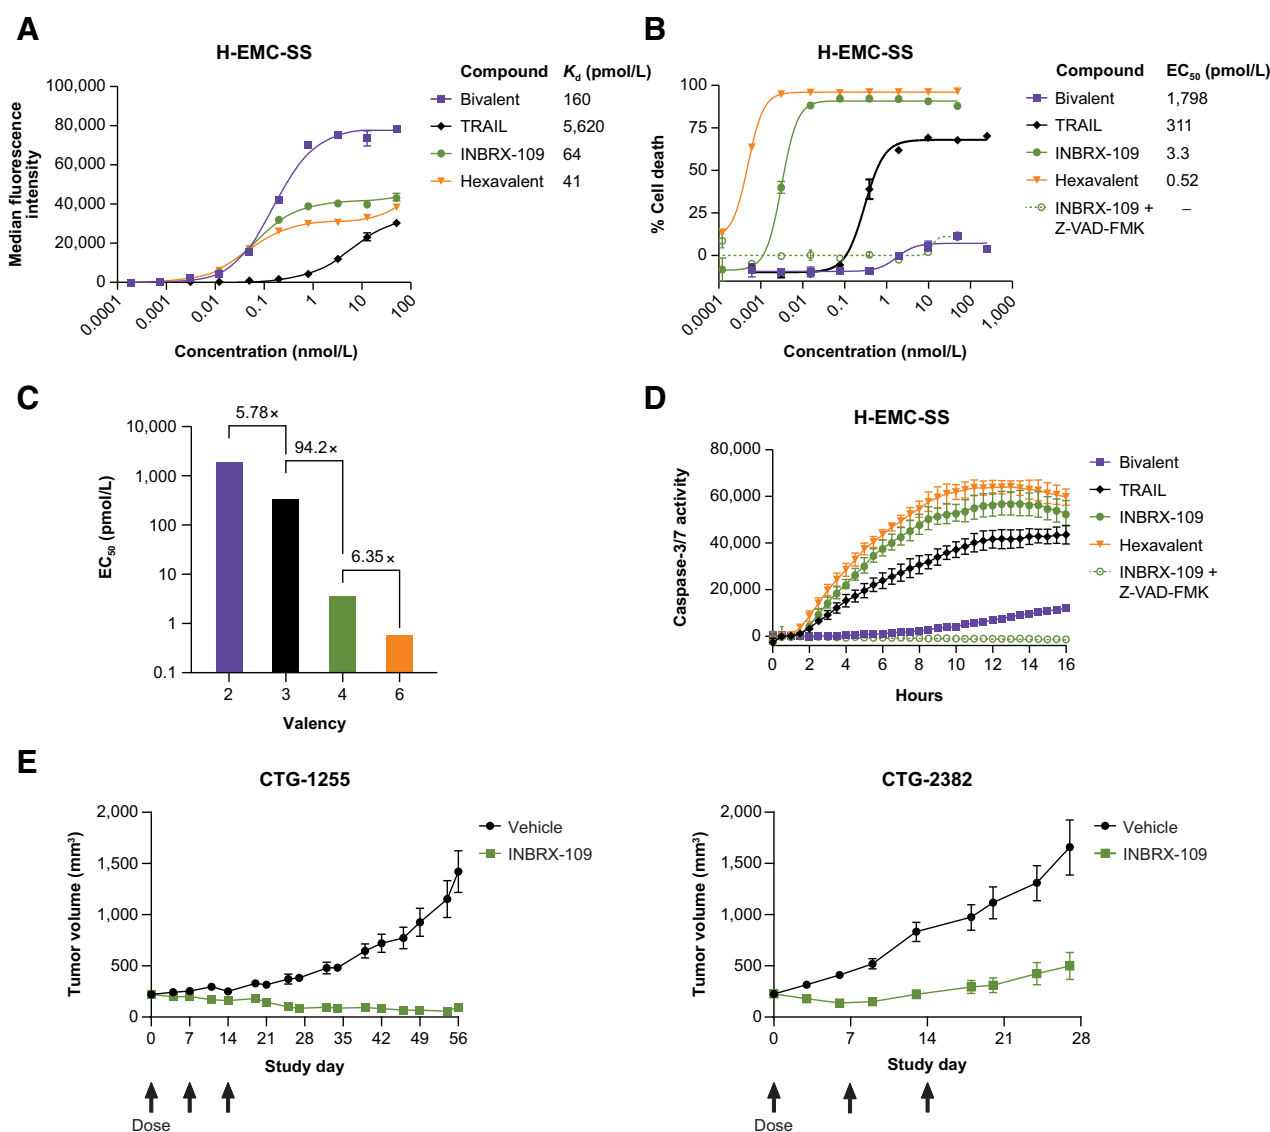 A
H-EMC-SS
Median fluorescence
intensity
100,000
80,000
60,000
40,000
20,000
0
0.0001
0.001
0.01
0.1
1
10
100
Concentration (nmol/L)
Compound Kd (pmol/L)
Bivalent 160
TRAIL 5,620
INBRX-109 64
Hexavalent 41
B
H-EMC-SS
% Cell death
100
75
50
25
0
0.0001
0.001
0.01
0.1
1
10
100
1,000
Concentration (nmol/L)
Compound EC50 (pmol/L)
Bivalent 1,798
TRAIL 311
INBRX-109 3.3
Hexavalent 0.52
INBRX-109 + –
Z-VAD-FMK
C
EC50 (pmol/L)
10,000
1,000
100
10
1
0.1
5.78×
94.2×
6.35×
2 3 4 6
Valency
D
H-EMC-SS
Caspase-3/7 activity
80,000
60,000
40,000
20,000
0
0 2 4 6 8 10 12 14 16
Hours
Bivalent
TRAIL
INBRX-109
Hexavalent
INBRX-109 +
Z-VAD-FMK
E
CTG-1255
Tumor volume (mm³)
2,000
1,500
1,000
500
0
0 7 14 21 28 35 42 49 56
Study day
Dose
Vehicle
INBRX-109
CTG-2382
Tumor volume (mm³)
2,000
1,500
1,000
500
0
0 7 14 21 28
Study day
Dose
Vehicle
INBRX-109